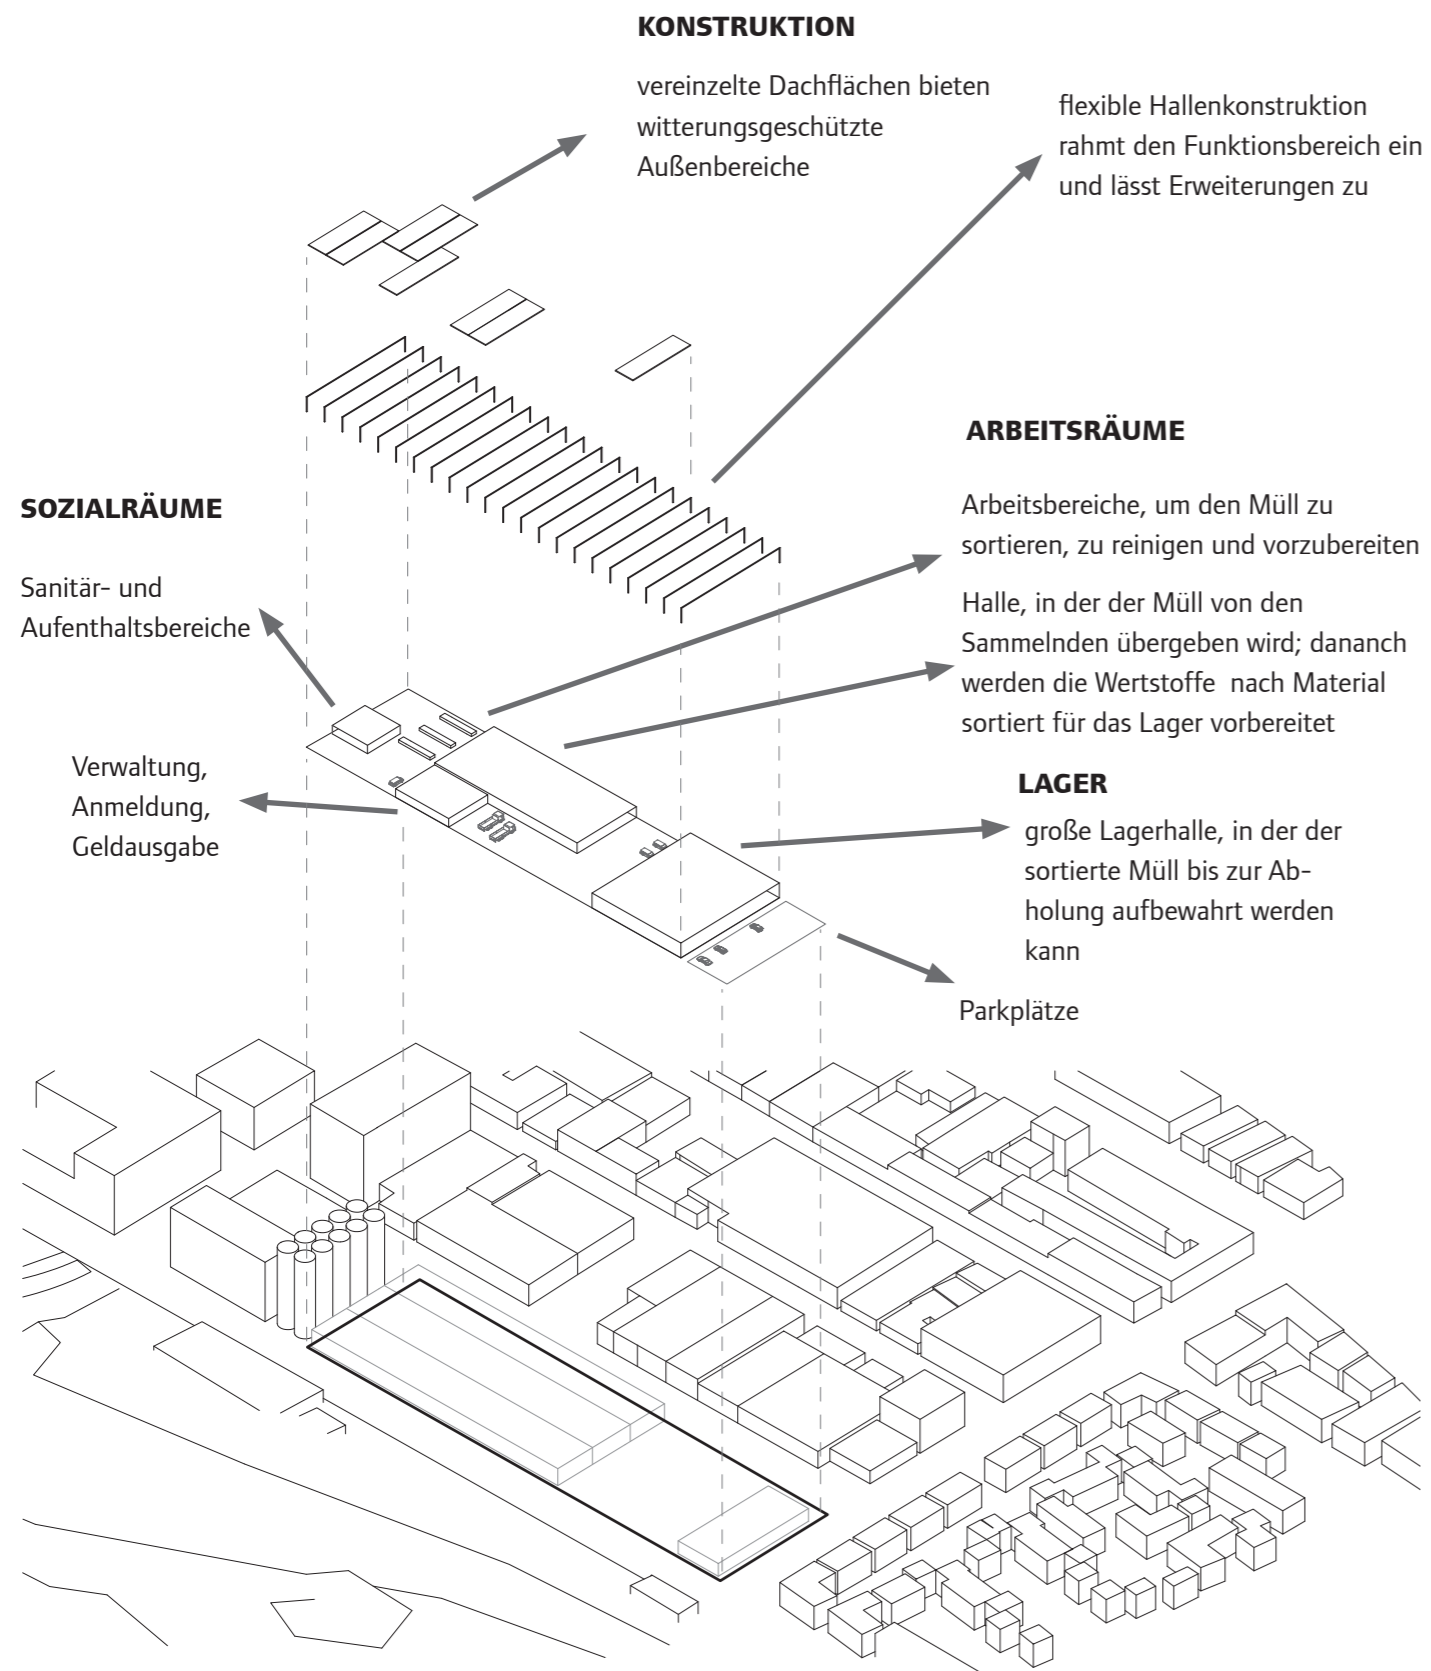 KONSTRUKTION
vereinzelte Dachflächen bieten
witterungsgeschützte
Außenbereiche
flexible Hallenkonstruktion
rahmt den Funktionsbereich ein
und lässt Erweiterungen zu
ARBEITSRÄUME
Arbeitsbereiche, um den Müll zu
sortieren, zu reinigen und vorzubereiten
Halle, in der der Müll von den
Sammelnden übergeben wird; dananch
werden die Wertstoffe  nach Material
sortiert für das Lager vorbereitet
SOZIALRÄUME
Sanitär- und
Aufenthaltsbereiche
Verwaltung,
Anmeldung,
Geldausgabe
LAGER
große Lagerhalle, in der der
sortierte Müll bis zur Ab-
holung aufbewahrt werden
kann
Parkplätze